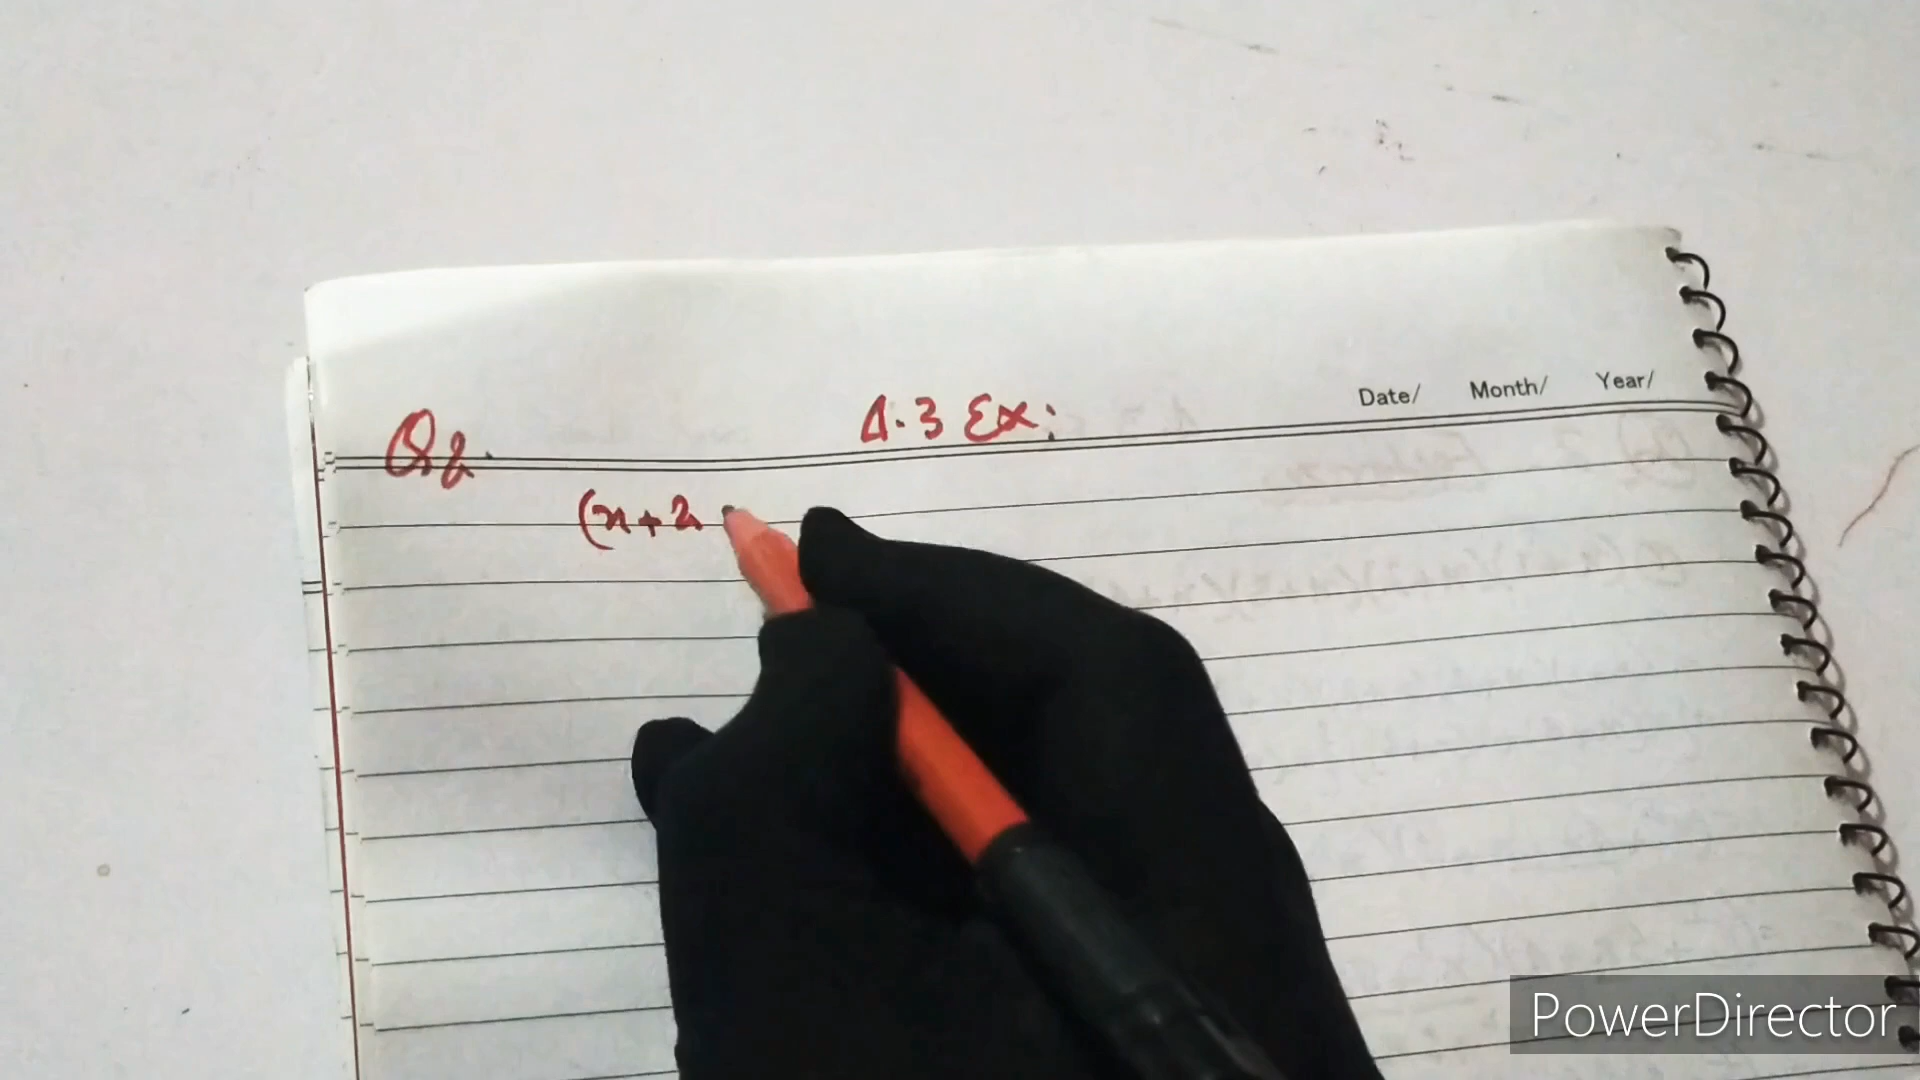 4.3 Ex:
Date/ Month/ Year/
Q2.
(x+2
PowerDirector